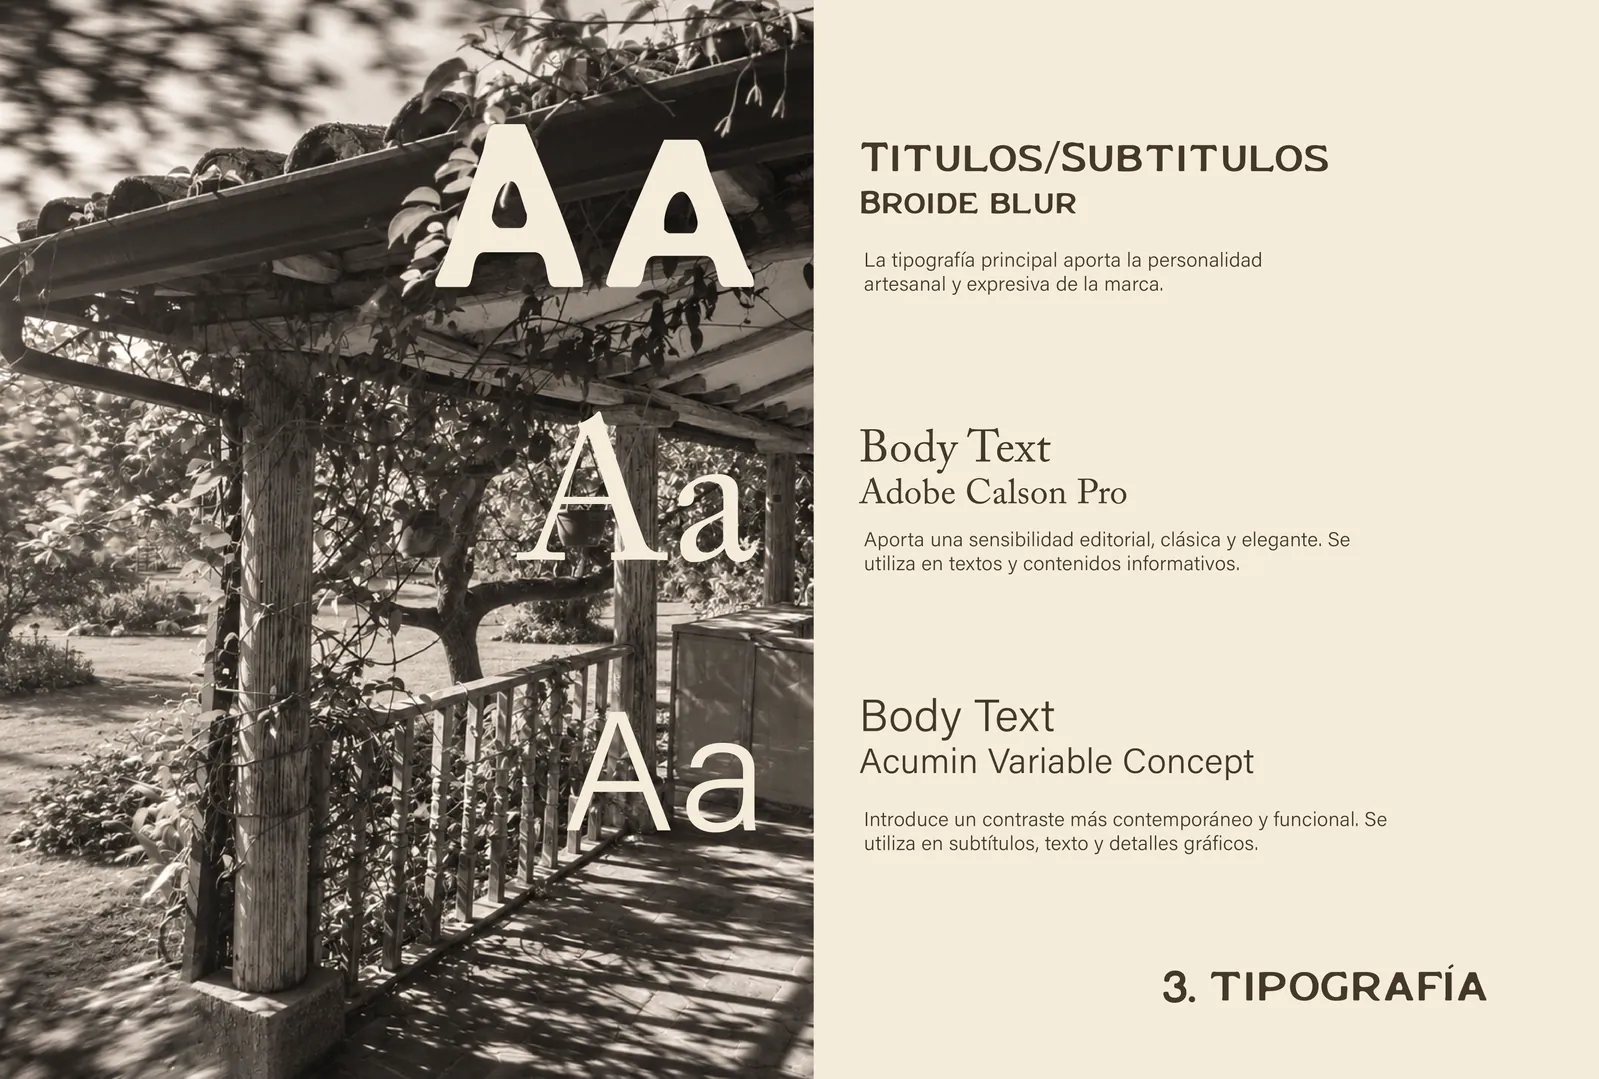 Aa
Aa
Aa
TITULOS/SUBTITULOS
BROIDE BLUR
La tipografía principal aporta la personalidad
artesanal y expresiva de la marca.
Body Text
Adobe Calson Pro
Aporta una sensibilidad editorial, clásica y elegante. Se
utiliza en textos y contenidos informativos.
Body Text
Acumin Variable Concept
Introduce un contraste más contemporáneo y funcional. Se
utiliza en subtítulos, texto y detalles gráficos.
3. TIPOGRAFÍA